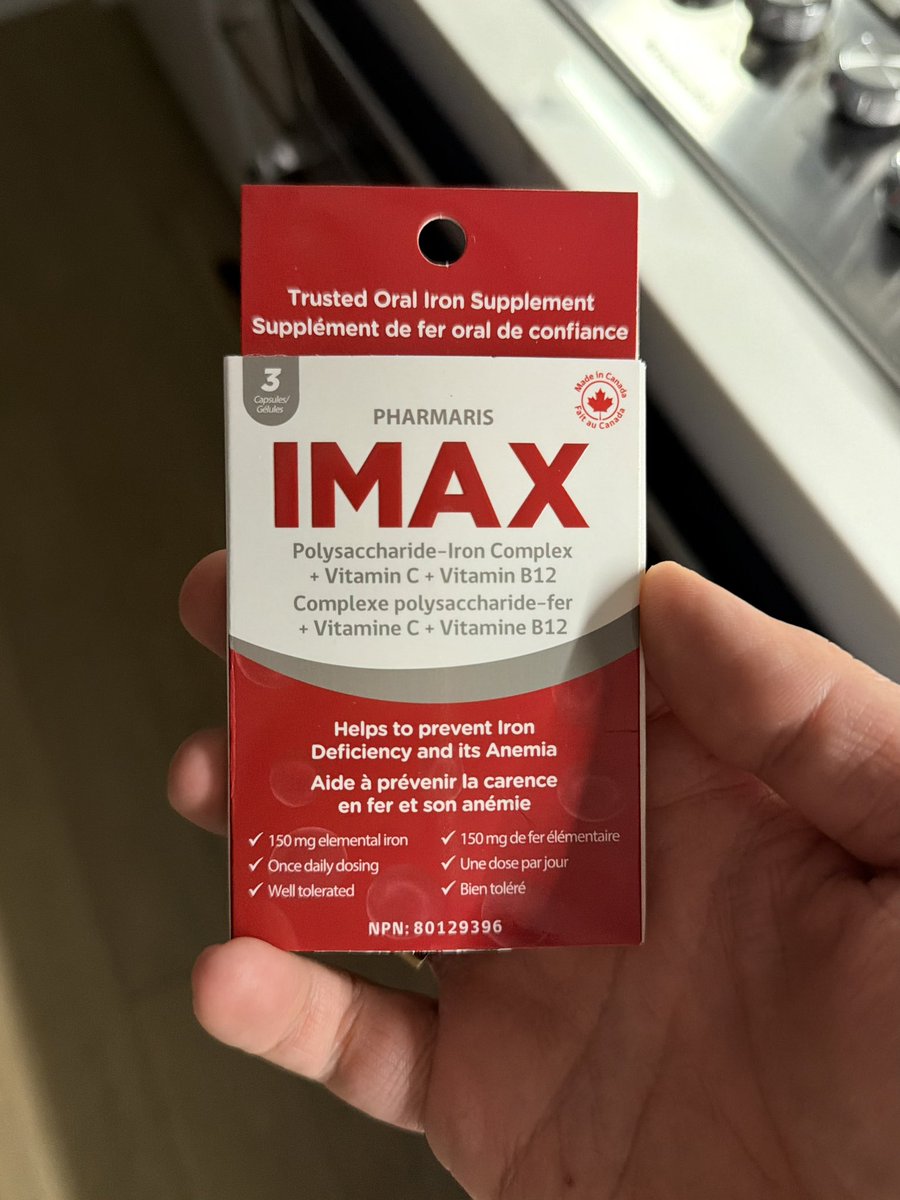 Trusted Oral Iron Supplement
Supplément de fer oral de confiance
3
Capsules/
Gélules
Made in Canada
Fait au Canada
PHARMARIS
IMAX
Polysaccharide-Iron Complex
+ Vitamin C + Vitamin B12
Complexe polysaccharide-fer
+ Vitamine C + Vitamine B12
Helps to prevent Iron
Deficiency and its Anemia
Aide à prévenir la carence
en fer et son anémie
✓ 150 mg elemental iron
✓ Once daily dosing
✓ Well tolerated
✓ 150 mg de fer élémentaire
✓ Une dose par jour
✓ Bien toléré
NPN: 80129396